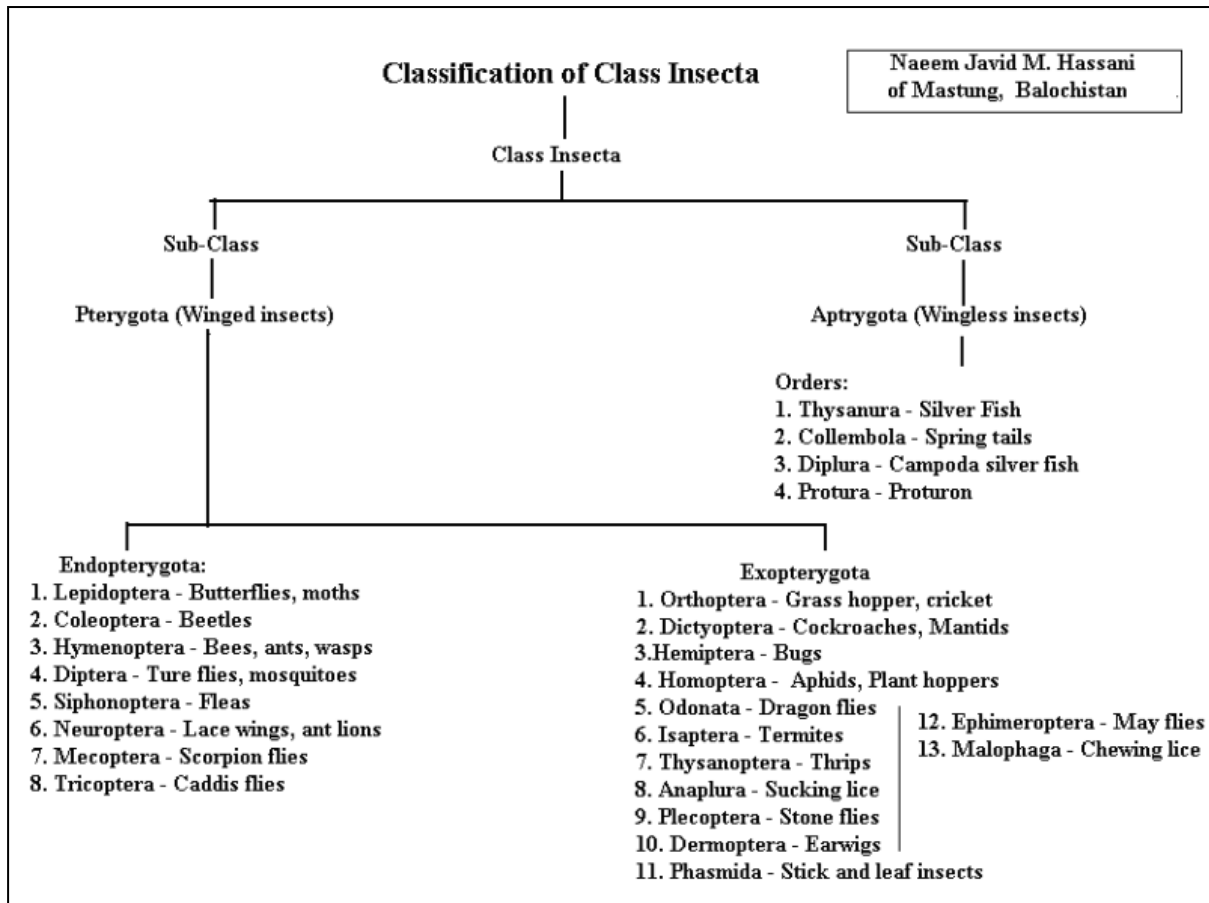 Classification of Class Insecta
Naeem Javid M. Hassani
of Mastung, Balochistan
Class Insecta
Sub-Class
Sub-Class
Pterygota (Winged insects)
Aptrygota (Wingless insects)
Orders:
1. Thysanura - Silver Fish
2. Collembola - Spring tails
3. Diplura - Campoda silver fish
4. Protura - Proturon
Endopterygota:
1. Lepidoptera - Butterflies, moths
2. Coleoptera - Beetles
3. Hymenoptera - Bees, ants, wasps
4. Diptera - Ture flies, mosquitoes
5. Siphonoptera - Fleas
6. Neuroptera - Lace wings, ant lions
7. Mecoptera - Scorpion flies
8. Tricoptera - Caddis flies
Exopterygota
1. Orthoptera - Grass hopper, cricket
2. Dictyoptera - Cockroaches, Mantids
3.Hemiptera - Bugs
4. Homoptera - Aphids, Plant hoppers
5. Odonata - Dragon flies
6. Isaptera - Termites
7. Thysanoptera - Thrips
8. Anaplura - Sucking lice
9. Plecoptera - Stone flies
10. Dermoptera - Earwigs
11. Phasmida - Stick and leaf insects
12. Ephimeroptera - May flies
13. Malophaga - Chewing lice